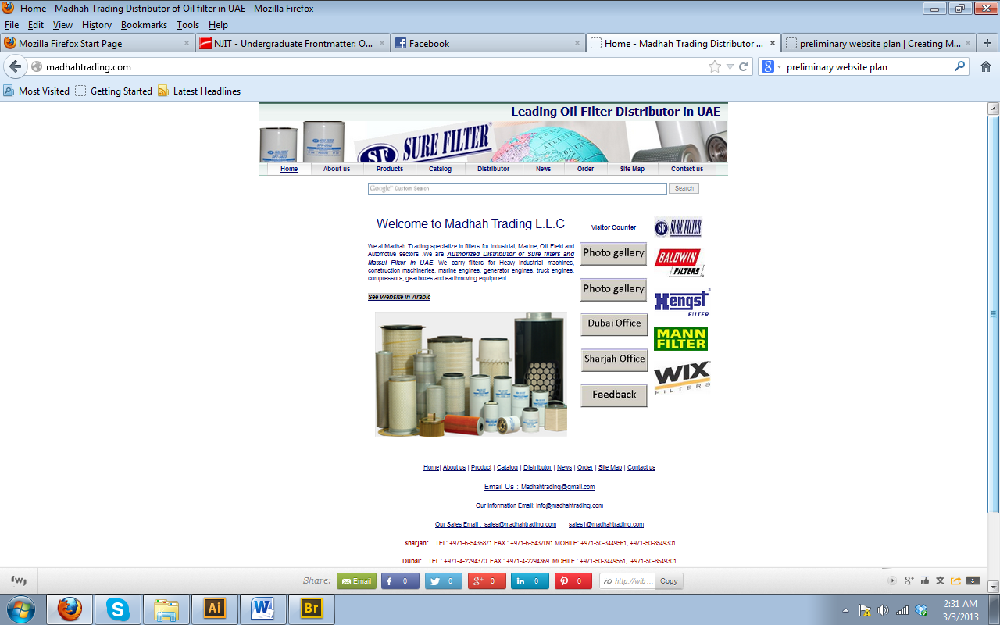 Home - Madhah Trading Distributor of Oil filter in UAE - Mozilla Firefox
File Edit View History Bookmarks Tools Help
Mozilla Firefox Start Page
NJIT - Undergraduate Frontmatter: O...
Facebook
Home - Madhah Trading Distributor ...
preliminary website plan | Creating M...
madhahtrading.com
preliminary website plan
Most Visited Getting Started Latest Headlines
Leading Oil Filter Distributor in UAE
SF SURE FILTER
Home About us Products Catalog Distributor News Order Site Map Contact us
Google Custom Search
Search
Welcome to Madhah Trading L.L.C
We at Madhah Trading specialize in filters for Industrial, Marine, Oil Field and
Automotive sectors .We are Authorized Distributor of Sure filters and
Matsui Filter in UAE. We carry filters for Heavy industrial machines,
construction machineries, marine engines, generator engines, truck engines,
compressors, gearboxes and earthmoving equipment.
See Website in Arabic
Visitor Counter
Photo gallery
Photo gallery
Dubai Office
Sharjah Office
Feedback
SF SURE FILTER
BALDWIN
FILTERS
Hengst
FILTER
MANN
FILTER
WIX
FILTERS
Home| About us | Product | Catalog | Distributor | News | Order | Site Map | Contact us
Email Us : Madhahtrading@gmail.com
Our Information Email: info@madhahtrading.com
Our Sales Email : sales@madhahtrading.com sales1@madhahtrading.com
Sharjah: TEL: +971-6-5436871 FAX : +971-6-5437091 MOBILE: +971-50-3449561, +971-50-8549301
Dubai: TEL : +971-4-2294370 FAX : +971-4-2294369 MOBILE : +971-50-3449561, +971-50-8549301
Share: Email 0 0 0 0 0 http://wib ... Copy
2:31 AM
3/3/2013